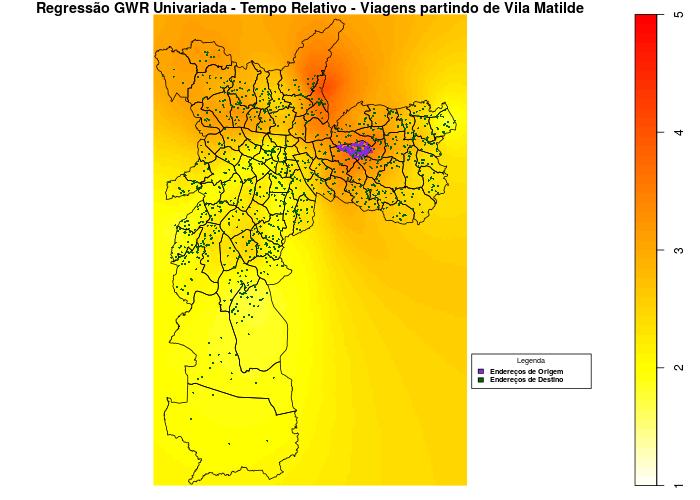 Regressão GWR Univariada - Tempo Relativo - Viagens partindo de Vila Matilde
5
4
3
2
1
Legenda
Endereços de Origem
Endereços de Destino